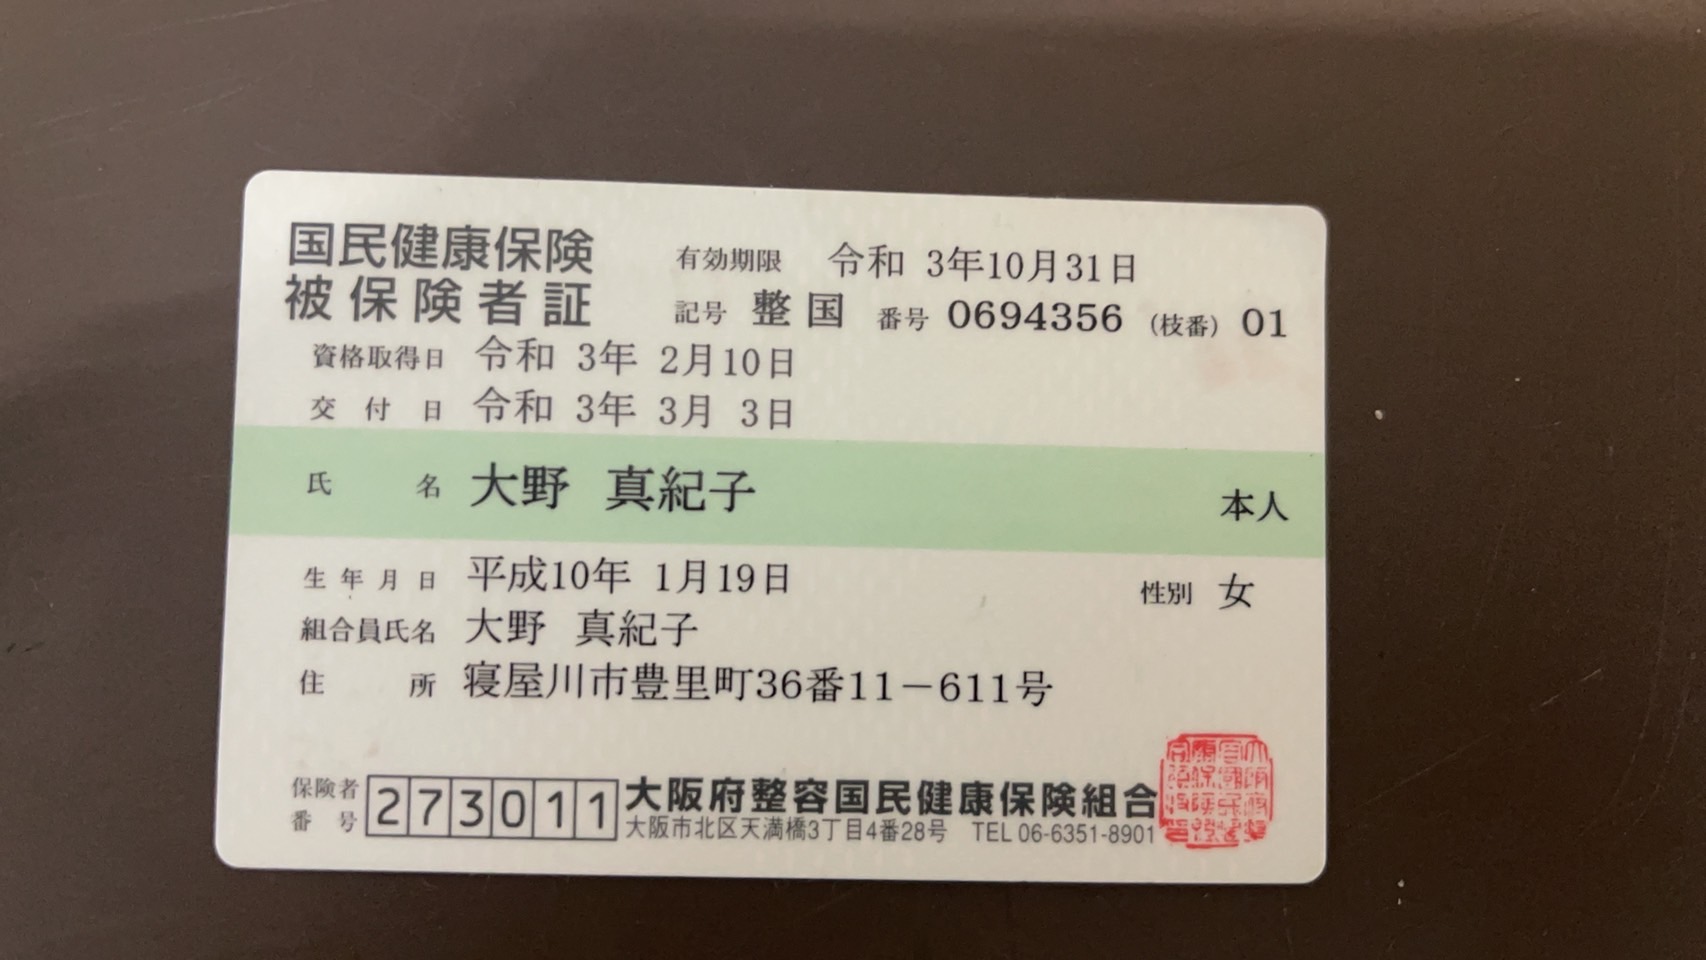 国民健康保険
被保険者証
有効期限 令和 3年10月31日
記号 整国 番号 0694356 (枝番) 01
資格取得日 令和 3年 2月10日
交付日 令和 3年 3月 3日
氏名 大野 真紀子 本人
生年月日 平成10年 1月19日 性別 女
組合員氏名 大野 真紀子
住所 寝屋川市豊里町36番11-611号
保険者番号 273011 大阪府整容国民健康保険組合
大阪市北区天満橋3丁目4番28号 TEL 06-6351-8901